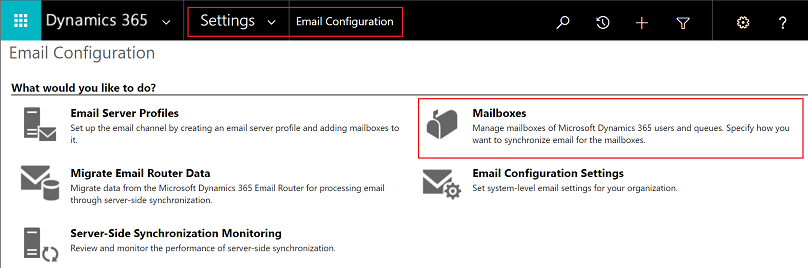 Dynamics 365 Settings Email Configuration ?
Email Configuration
What would you like to do?
Email Server Profiles
Set up the email channel by creating an email server profile and adding mailboxes to
it.
Mailboxes
Manage mailboxes of Microsoft Dynamics 365 users and queues. Specify how you
want to synchronize email for the mailboxes.
Migrate Email Router Data
Migrate data from the Microsoft Dynamics 365 Email Router for processing email
through server-side synchronization.
Email Configuration Settings
Set system-level email settings for your organization.
Server-Side Synchronization Monitoring
Review and monitor the performance of server-side synchronization.